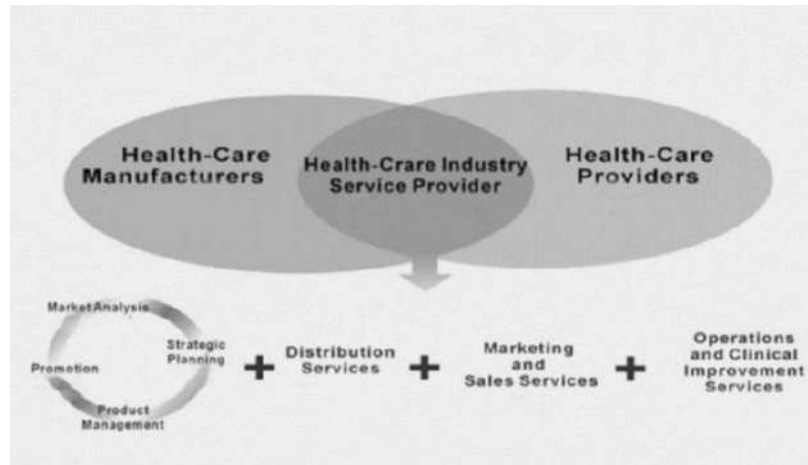 Health-Care
Manufacturers
Health-Crare Industry
Service Provider
Health-Care
Providers
Market Analysis
Strategic
Planning
Product
Management
Promotion
Distribution
Services
Marketing
and
Sales Services
Operations
and Clinical
Improvement
Services